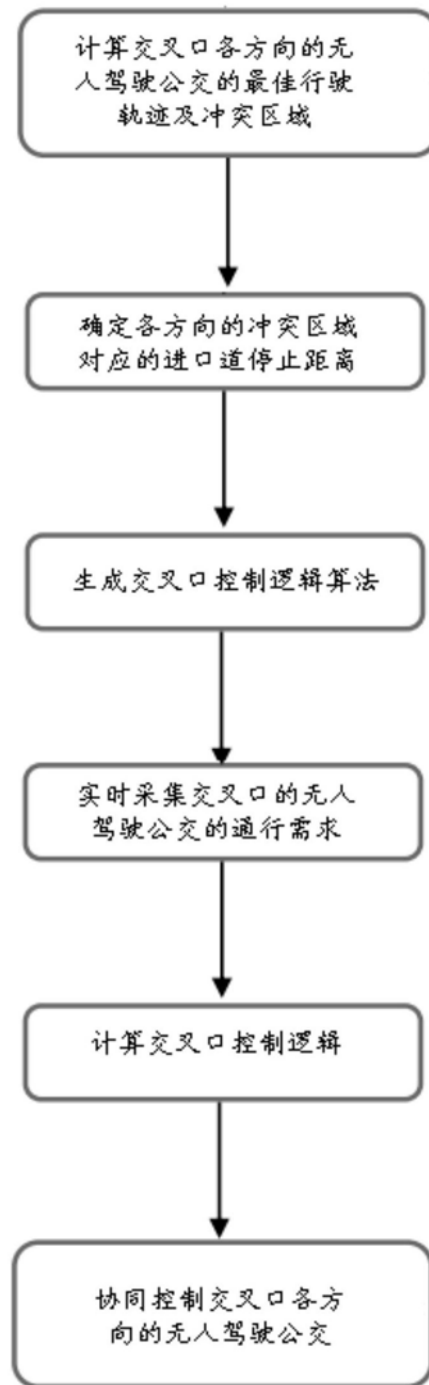 计算交叉口各方向的无
人驾驶公交的最佳行驶
轨迹及冲突区域
确定各方向的冲突区域
对应的进口道停止距离
生成交叉口控制逻辑算法
实时采集交叉口的无人
驾驶公交的通行需求
计算交叉口控制逻辑
协同控制交叉口各方
向的无人驾驶公交